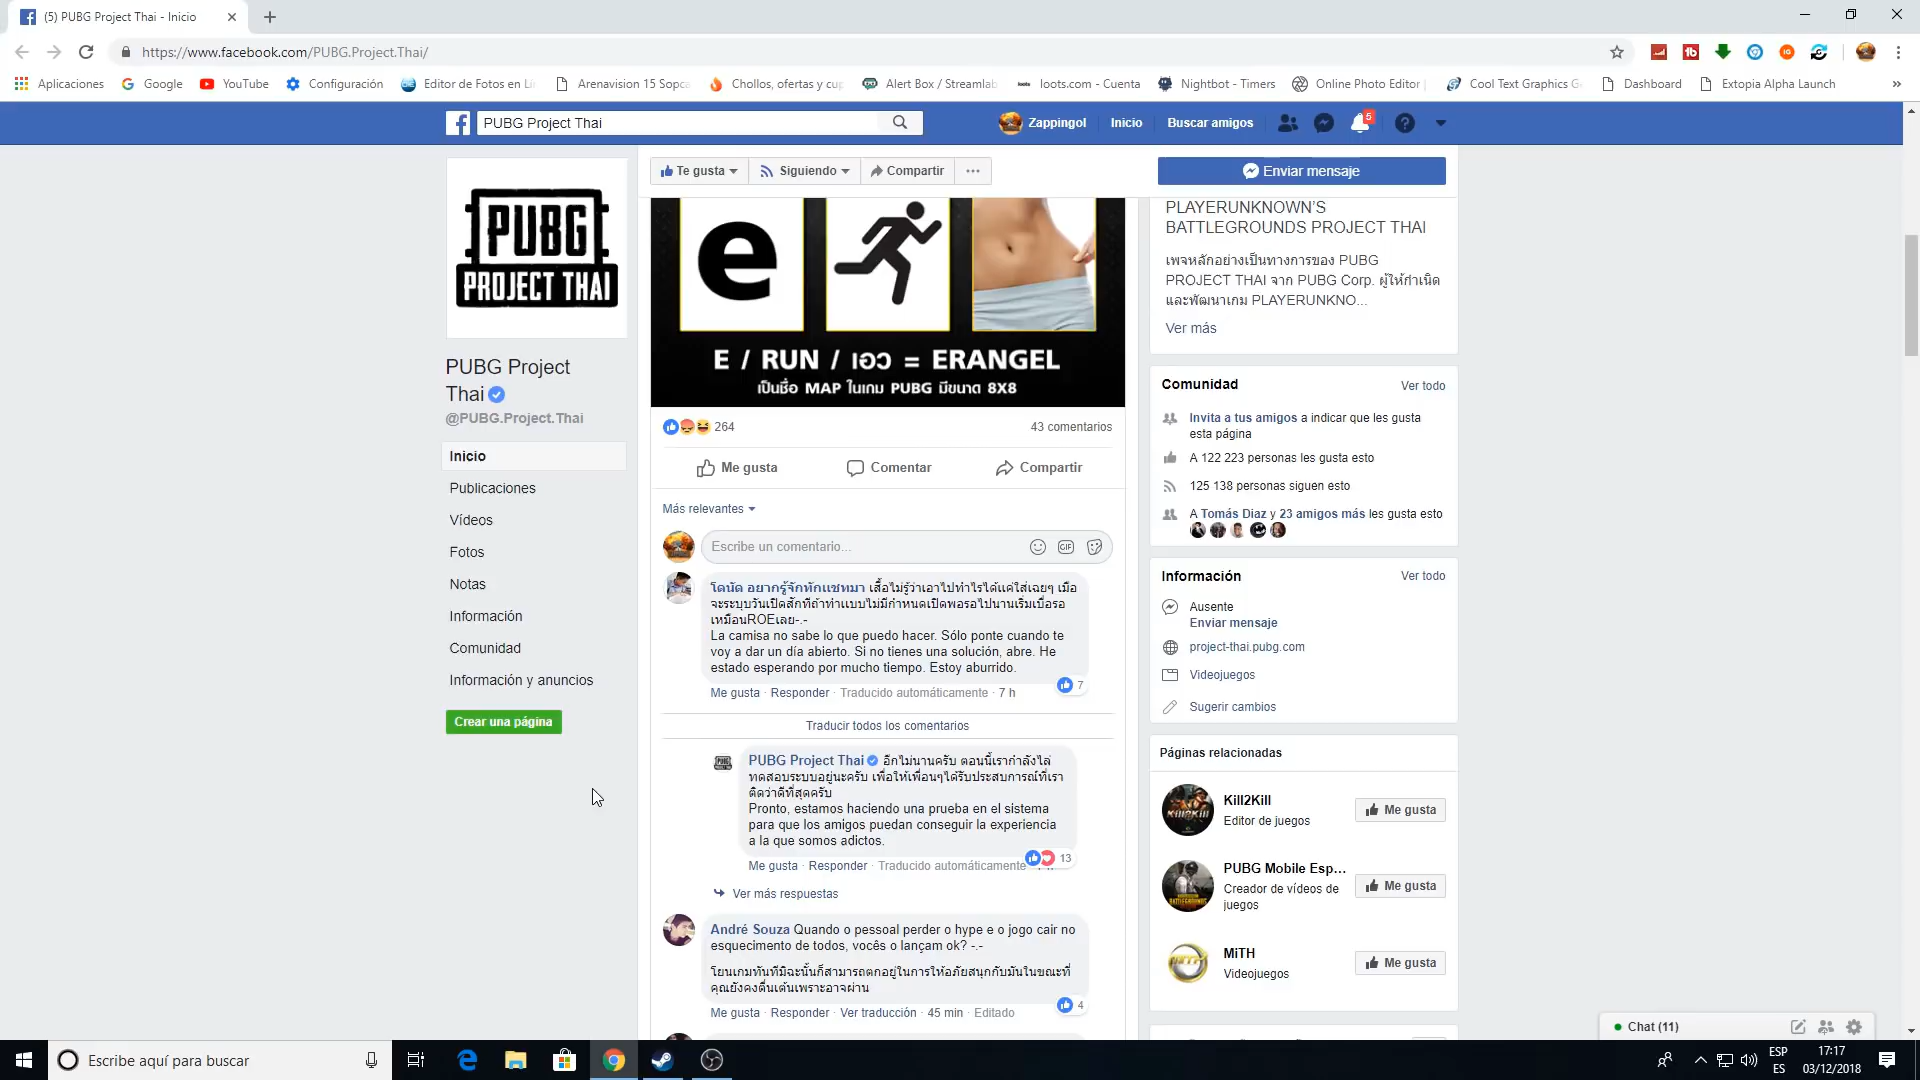 (5) PUBG Project Thai - Inicio
https://www.facebook.com/PUBG.Project.Thai/
Aplicaciones
Google
YouTube
Configuración
Editor de Fotos en Lí
Arenavision 15 Sopca
Chollos, ofertas y cup
Alert Box / Streamlab
loots.com - Cuenta
Nightbot - Timers
Online Photo Editor
Cool Text Graphics G
Dashboard
Extopia Alpha Launch
PUBG Project Thai
Zappingol
Inicio
Buscar amigos
5
PUBG
PROJECT THAI
PUBG Project
Thai
@PUBG.Project.Thai
Inicio
Publicaciones
Vídeos
Fotos
Notas
Información
Comunidad
Información y anuncios
Crear una página
Te gusta
Siguiendo
Compartir
Enviar mensaje
e
E / RUN / เอว = ERANGEL
เป็นชื่อ MAP ในเกม PUBG มีขนาด 8X8
264
43 comentarios
Me gusta
Comentar
Compartir
Más relevantes
Escribe un comentario...
GIF
โดนัด อยากรู้จักทักแชทมา เสื้อไม่รู้ว่าเอาไปทำไรได้แค่ใส่เฉยๆ เมื่อ
จะระบุบวันเปิดสักทีถ้าทำแบบไม่มีกำหนดเปิดพอรอไปนานเริ่มเบื่อรอ
เหมือนROEเลย-.-
La camisa no sabe lo que puedo hacer. Sólo ponte cuando te
voy a dar un día abierto. Si no tienes una solución, abre. He
estado esperando por mucho tiempo. Estoy aburrido.
7
Me gusta · Responder · Traducido automáticamente · 7 h
Traducir todos los comentarios
PUBG Project Thai อีกไม่นานครับ ตอนนี้เรากำลังไล่
ทดสอบระบบอยู่นะครับ เพื่อให้เพื่อนๆได้รับประสบการณ์ที่เรา
ติดว่าดีที่สุดครับ
Pronto, estamos haciendo una prueba en el sistema
para que los amigos puedan conseguir la experiencia
a la que somos adictos.
13
Me gusta · Responder · Traducido automáticamente
Ver más respuestas
André Souza Quando o pessoal perder o hype e o jogo cair no
esquecimento de todos, vocês o lançam ok? -.-
โยนเกมทันทีมิฉะนั้นก็สามารถตกอยู่ในการให้อภัยสนุกกับมันในขณะที่
คุณยังคงตื่นเต้นเพราะอาจผ่าน
4
Me gusta · Responder · Ver traducción · 45 min · Editado
PLAYERUNKNOWN'S
BATTLEGROUNDS PROJECT THAI
เพจหลักอย่างเป็นทางการของ PUBG
PROJECT THAI จาก PUBG Corp. ผู้ให้กำเนิด
และพัฒนาเกม PLAYERUNKNO...
Ver más
Comunidad
Ver todo
Invita a tus amigos a indicar que les gusta
esta página
A 122 223 personas les gusta esto
125 138 personas siguen esto
A Tomás Diaz y 23 amigos más les gusta esto
Información
Ver todo
Ausente
Enviar mensaje
project-thai.pubg.com
Videojuegos
Sugerir cambios
Páginas relacionadas
Kill2Kill
Editor de juegos
Me gusta
PUBG Mobile Esp...
Creador de vídeos de
juegos
Me gusta
MiTH
Videojuegos
Me gusta
Chat (11)
Escribe aquí para buscar
ESP
ES
17:17
03/12/2018